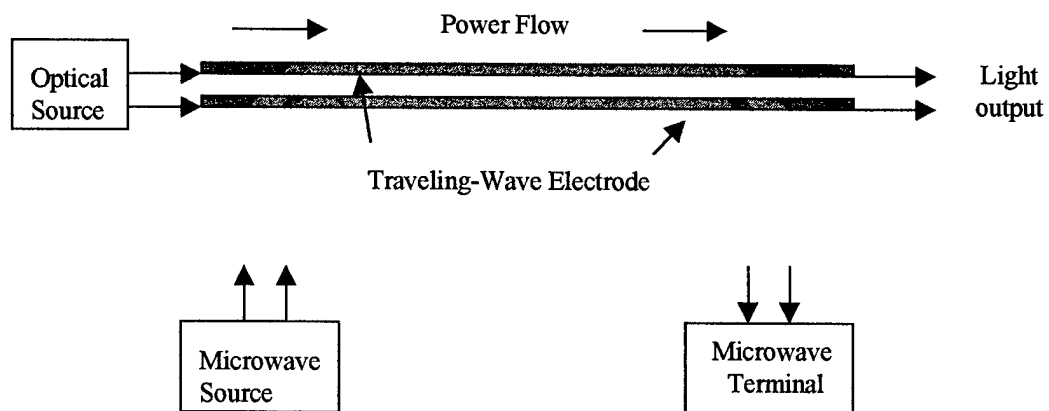 Power Flow
Optical
Source
Light
output
Traveling-Wave Electrode
Microwave
Source
Microwave
Terminal